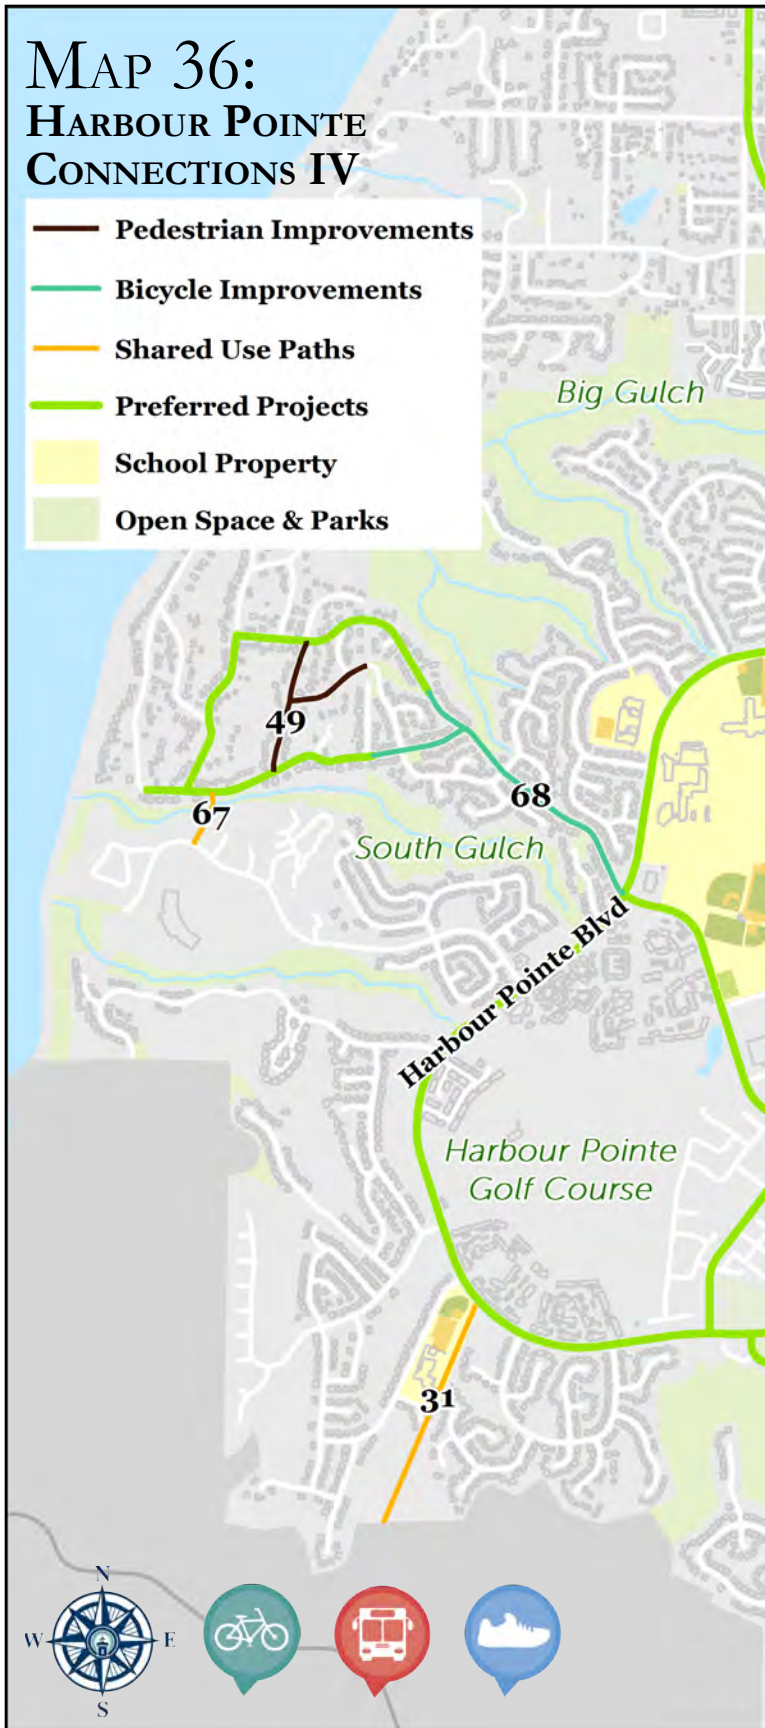 MAP 36:
HARBOUR POINTE
CONNECTIONS IV
Pedestrian Improvements
Bicycle Improvements
Shared Use Paths
Preferred Projects
School Property
Open Space & Parks
Big Gulch
49
67
68
South Gulch
Harbour Pointe Blvd
Harbour Pointe
Golf Course
31
N
W
E
S